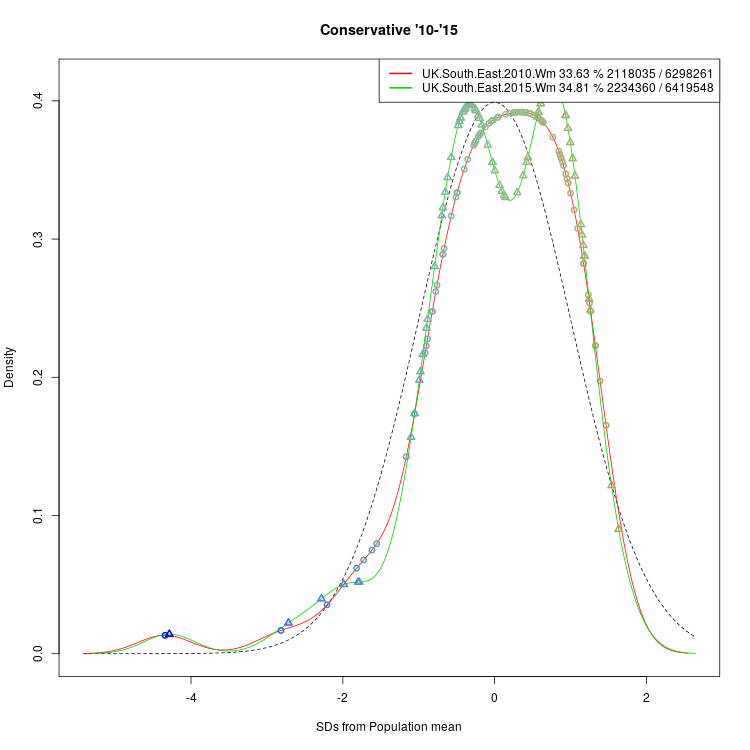 Conservative '10-'15
UK.South.East.2010.Wm 33.63 % 2118035 / 6298261
UK.South.East.2015.Wm 34.81 % 2234360 / 6419548
0.4
0.3
0.2
0.1
0.0
Density
-4 -2 0 2
SDs from Population mean